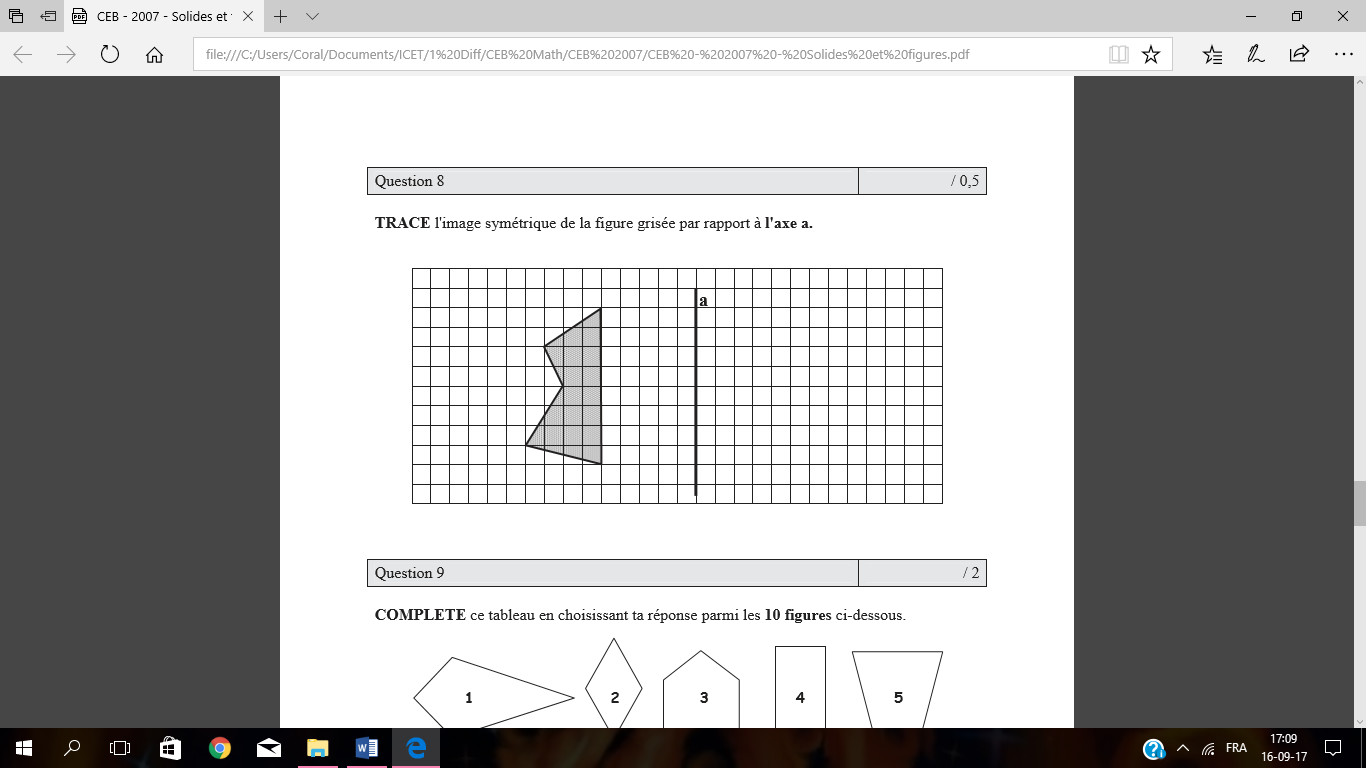 CEB - 2007 - Solides et
file:///C:/Users/Coral/Documents/ICET/1%20Diff/CEB%20Math/CEB%202007/CEB%20-%202007%20-%20Solides%20et%20figures.pdf
Question 8 / 0,5
TRACE l'image symétrique de la figure grisée par rapport à l'axe a.
a
Question 9 / 2
COMPLETE ce tableau en choisissant ta réponse parmi les 10 figures ci-dessous.
1 2 3 4 5
FRA 17:09
16-09-17